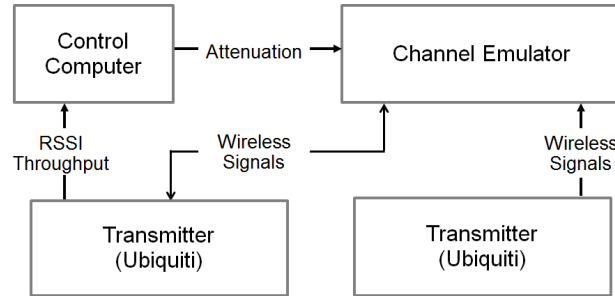 Control
Computer
Attenuation
Channel Emulator
RSSI
Throughput
Wireless
Signals
Wireless
Signals
Transmitter
(Ubiquiti)
Transmitter
(Ubiquiti)